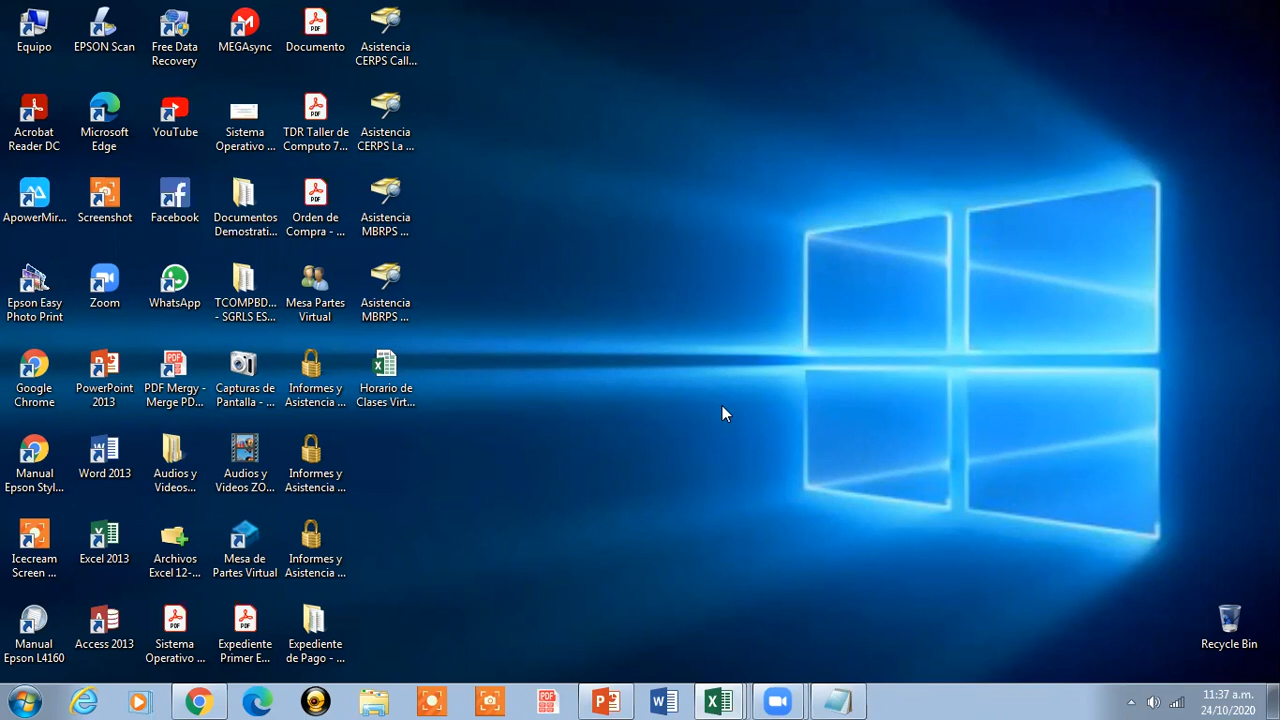 Equipo
EPSON Scan
Free Data
Recovery
MEGAsync
Documento
Asistencia
CERPS Call...
Acrobat
Reader DC
Microsoft
Edge
YouTube
Sistema
Operativo ...
TDR Taller de
Computo 7...
Asistencia
CERPS La ...
ApowerMir...
Screenshot
Facebook
Documentos
Demostrati...
Orden de
Compra - ...
Asistencia
MBRPS ...
Epson Easy
Photo Print
Zoom
WhatsApp
TCOMPBD...
- SGRLS ES...
Mesa Partes
Virtual
Asistencia
MBRPS ...
Google
Chrome
PowerPoint
2013
PDF Mergy -
Merge PD...
Capturas de
Pantalla - ...
Informes y
Asistencia ...
Horario de
Clases Virt...
Manual
Epson Styl...
Word 2013
Audios y
Videos...
Audios y
Videos ZO...
Informes y
Asistencia ...
Icecream
Screen ...
Excel 2013
Archivos
Excel 12-...
Mesa de
Partes Virtual
Informes y
Asistencia ...
Manual
Epson L4160
Access 2013
Sistema
Operativo ...
Expediente
Primer E...
Expediente
de Pago - ...
Recycle Bin
11:37 a.m.
24/10/2020